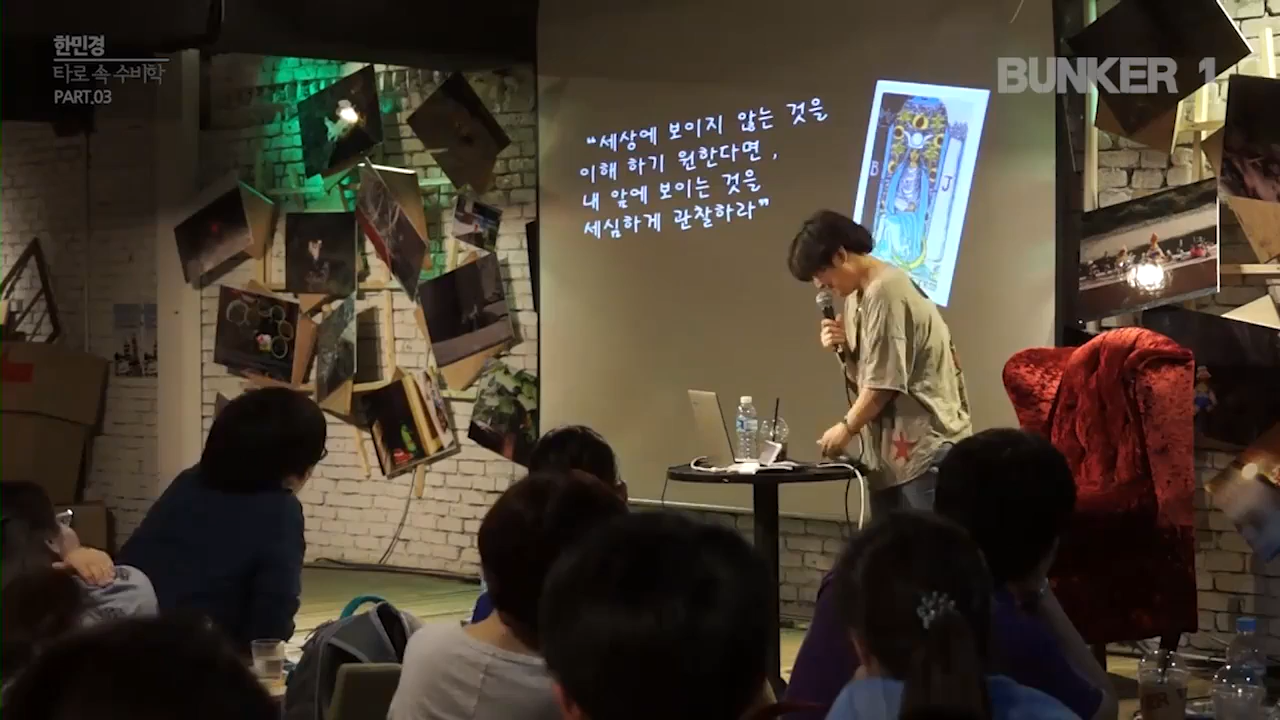 한민경
타로 속 수비학
PART.03
BUNKER 1
“세상에 보이지 않는 것을
이해 하기 원한다면 ,
내 앞에 보이는 것을
세심하게 관찰하라”
B
J